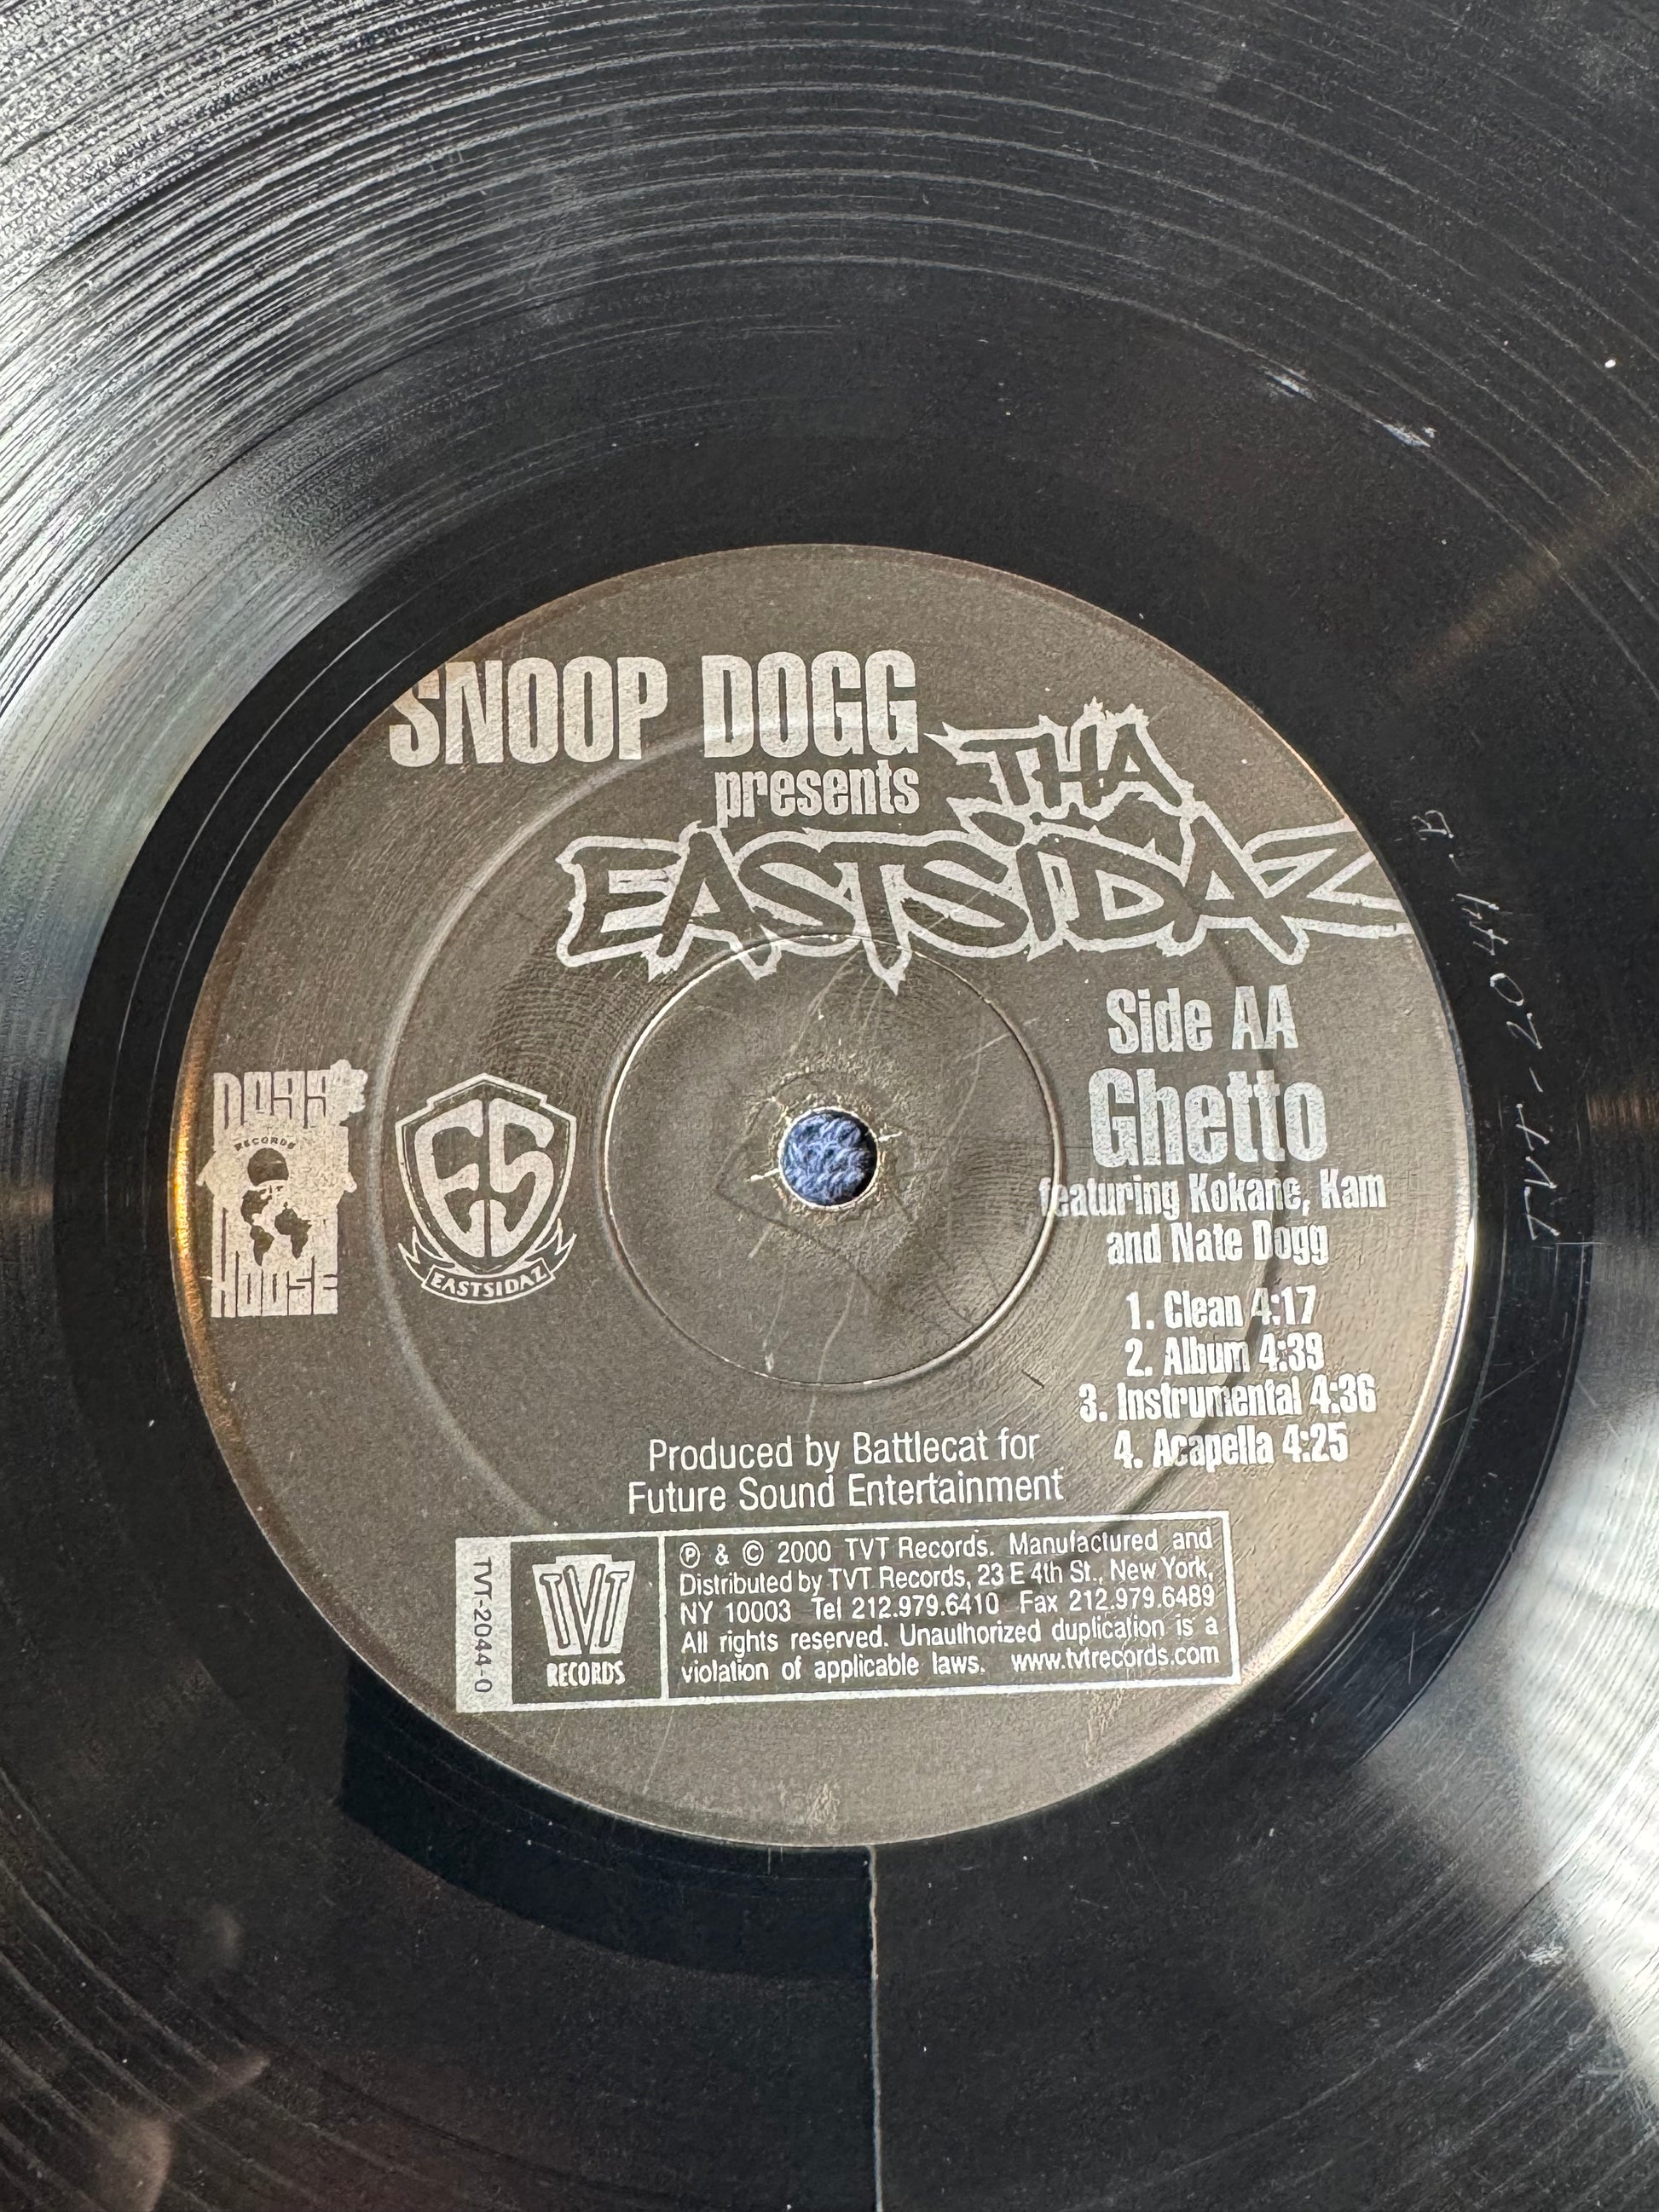 SNOOP DOGG
presents
THA
EASTSIDAZ
Side AA
Ghetto
featuring Kokane, Kam
and Nate Dogg
1. Clean 4:17
2. Album 4:39
3. Instrumental 4:36
4. Acapella 4:25
DOGG
RECORDS
HOUSE
ES
EASTSIDAZ
Produced by Battlecat for
Future Sound Entertainment
TVT-2044-0
TVT
RECORDS
℗ & © 2000 TVT Records. Manufactured and
Distributed by TVT Records, 23 E 4th St., New York,
NY 10003 Tel 212.979.6410 Fax 212.979.6489
All rights reserved. Unauthorized duplication is a
violation of applicable laws. www.tvtrecords.com
TVT-2044-B